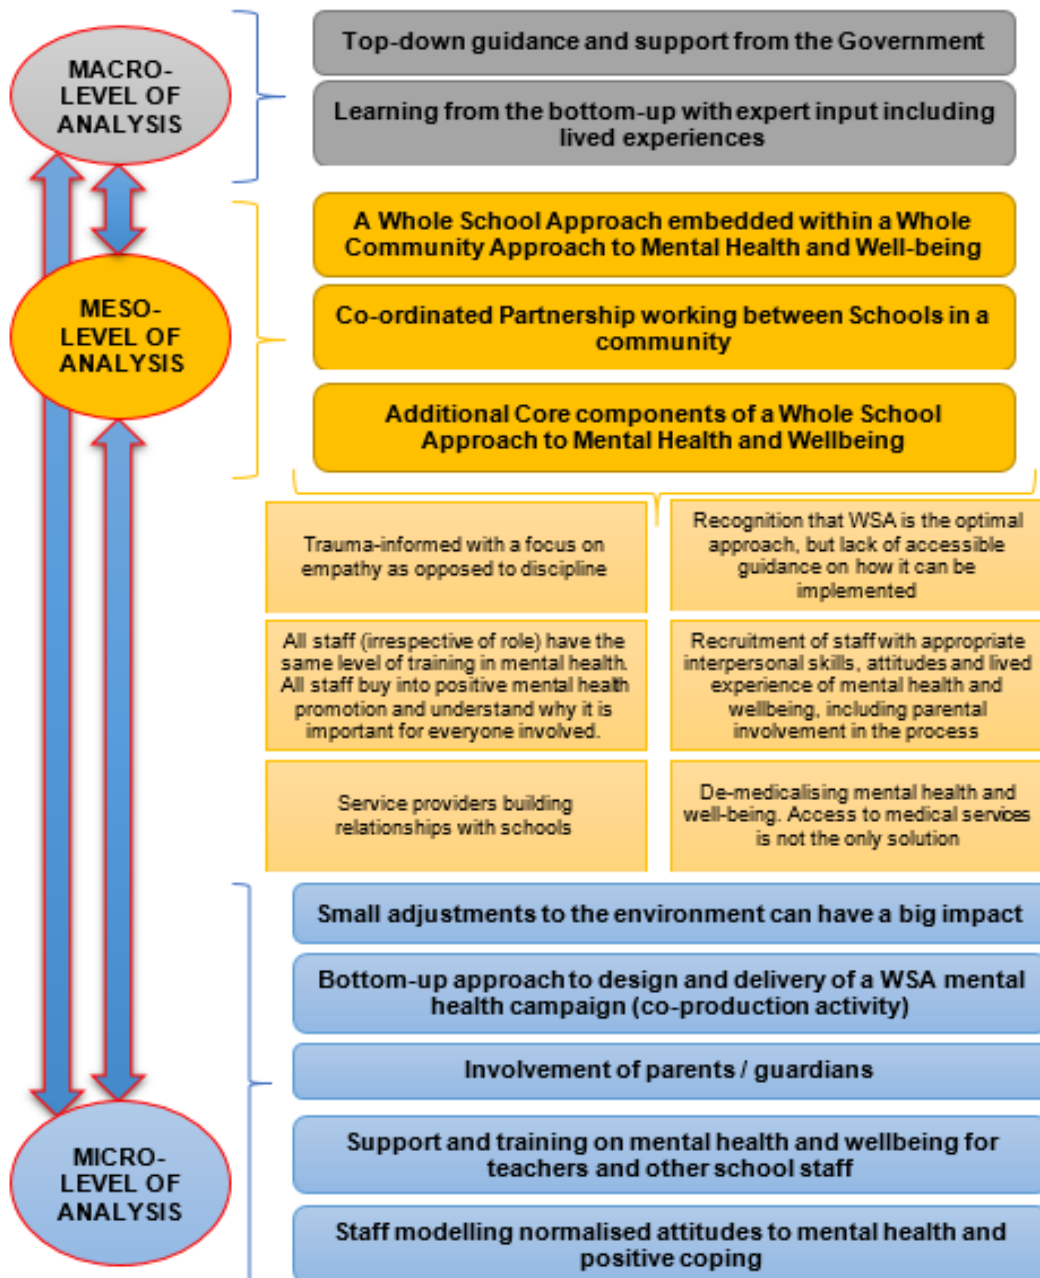 MACRO-
LEVEL OF
ANALYSIS
Top-down guidance and support from the Government
Learning from the bottom-up with expert input including
lived experiences
MESO-
LEVEL OF
ANALYSIS
A Whole School Approach embedded within a Whole
Community Approach to Mental Health and Well-being
Co-ordinated Partnership working between Schools in a
community
Additional Core components of a Whole School
Approach to Mental Health and Wellbeing
Trauma-informed with a focus on
empathy as opposed to discipline
Recognition that WSA is the optimal
approach, but lack of accessible
guidance on how it can be
implemented
All staff (irrespective of role) have the
same level of training in mental health.
All staff buy into positive mental health
promotion and understand why it is
important for everyone involved.
Recruitment of staff with appropriate
interpersonal skills, attitudes and lived
experience of mental health and
wellbeing, including parental
involvement in the process
Service providers building
relationships with schools
De-medicalising mental health and
well-being. Access to medical services
is not the only solution
MICRO-
LEVEL OF
ANALYSIS
Small adjustments to the environment can have a big impact
Bottom-up approach to design and delivery of a WSA mental
health campaign (co-production activity)
Involvement of parents / guardians
Support and training on mental health and wellbeing for
teachers and other school staff
Staff modelling normalised attitudes to mental health and
positive coping